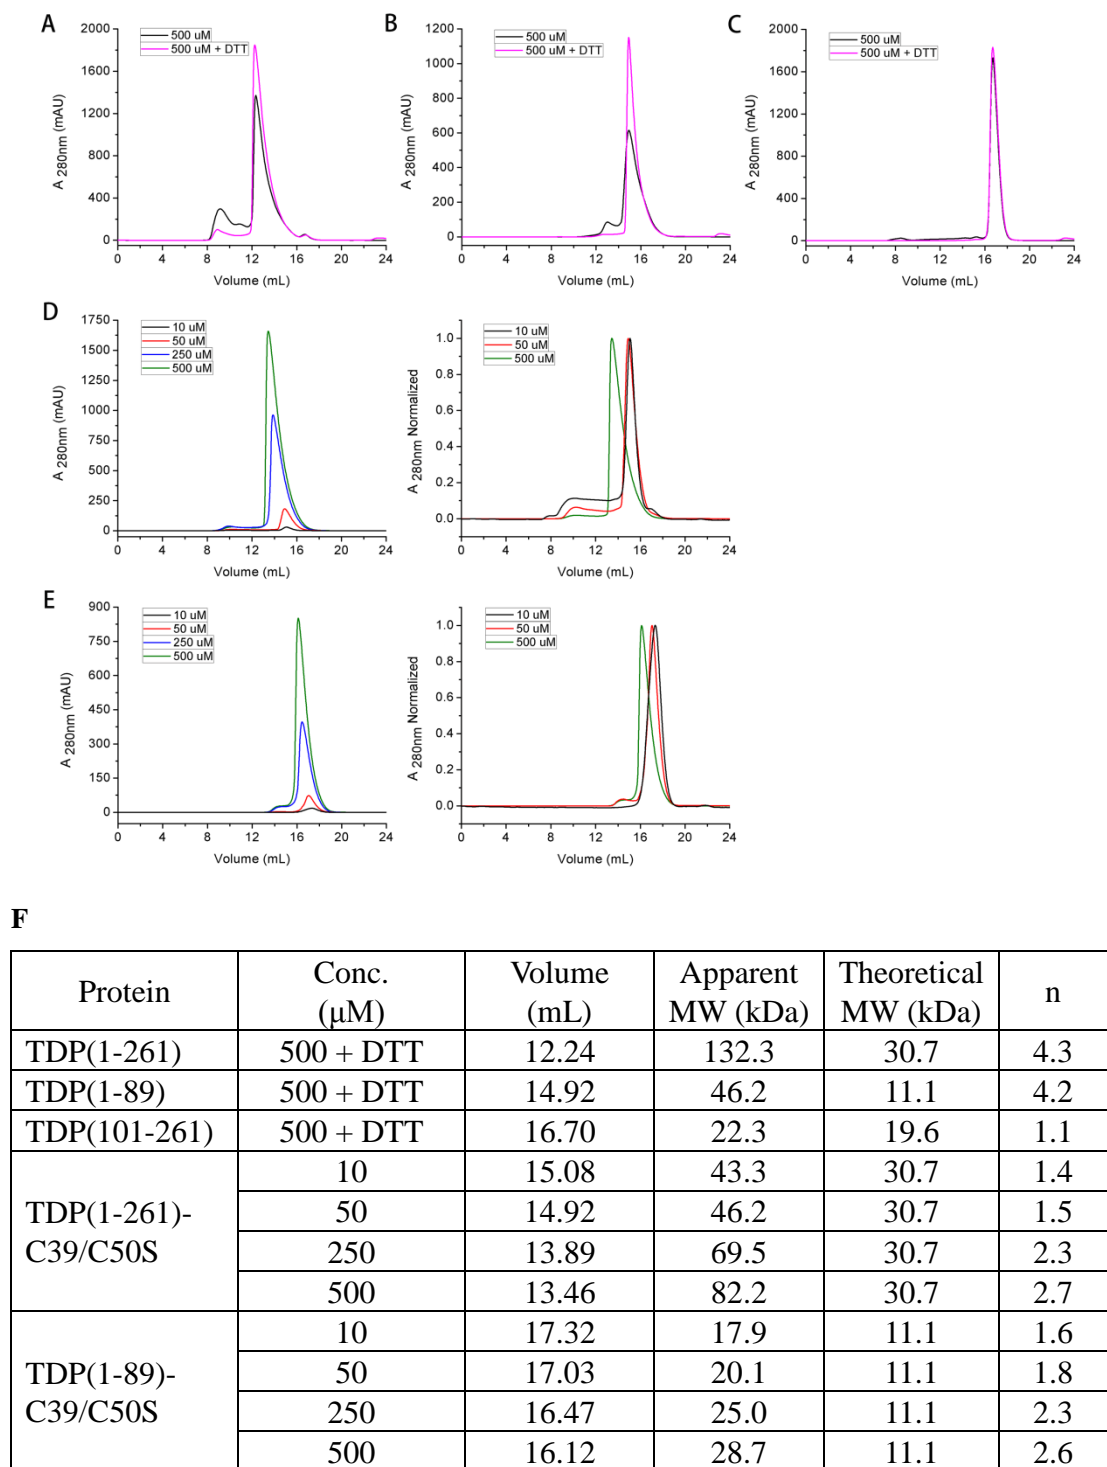 A
500 uM
500 uM + DTT
2000
1600
1200
800
400
0
A 280nm (mAU)
0 4 8 12 16 20 24
Volume (mL)
B
500 uM
500 uM + DTT
1200
1000
800
600
400
200
0
A 280nm (mAU)
0 4 8 12 16 20 24
Volume (mL)
C
500 uM
500 uM + DTT
2000
1600
1200
800
400
0
A 280nm (mAU)
0 4 8 12 16 20 24
Volume (mL)
D
10 uM
50 uM
250 uM
500 uM
1750
1500
1250
1000
750
500
250
0
A 280nm (mAU)
0 4 8 12 16 20 24
Volume (mL)
10 uM
50 uM
500 uM
1.0
0.8
0.6
0.4
0.2
0.0
A 280nm Normalized
0 4 8 12 16 20 24
Volume (mL)
E
10 uM
50 uM
250 uM
500 uM
900
750
600
450
300
150
0
A 280nm (mAU)
0 4 8 12 16 20 24
Volume (mL)
10 uM
50 uM
500 uM
1.0
0.8
0.6
0.4
0.2
0.0
A 280nm Normalized
0 4 8 12 16 20 24
Volume (mL)
F
Protein Conc. (μM) Volume (mL) Apparent MW (kDa) Theoretical MW (kDa) n
TDP(1-261) 500 + DTT 12.24 132.3 30.7 4.3
TDP(1-89) 500 + DTT 14.92 46.2 11.1 4.2
TDP(101-261) 500 + DTT 16.70 22.3 19.6 1.1
TDP(1-261)-C39/C50S
10 15.08 43.3 30.7 1.4
50 14.92 46.2 30.7 1.5
250 13.89 69.5 30.7 2.3
500 13.46 82.2 30.7 2.7
TDP(1-89)-C39/C50S
10 17.32 17.9 11.1 1.6
50 17.03 20.1 11.1 1.8
250 16.47 25.0 11.1 2.3
500 16.12 28.7 11.1 2.6